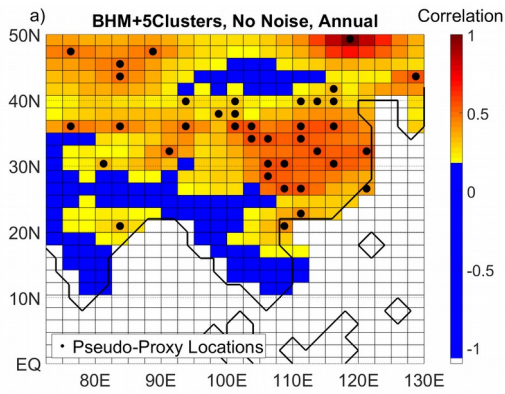 a)
BHM+5Clusters, No Noise, Annual
Correlation
50N
40N
30N
20N
10N
EQ
80E 90E 100E 110E 120E 130E
• Pseudo-Proxy Locations
1
0.5
0
-0.5
-1